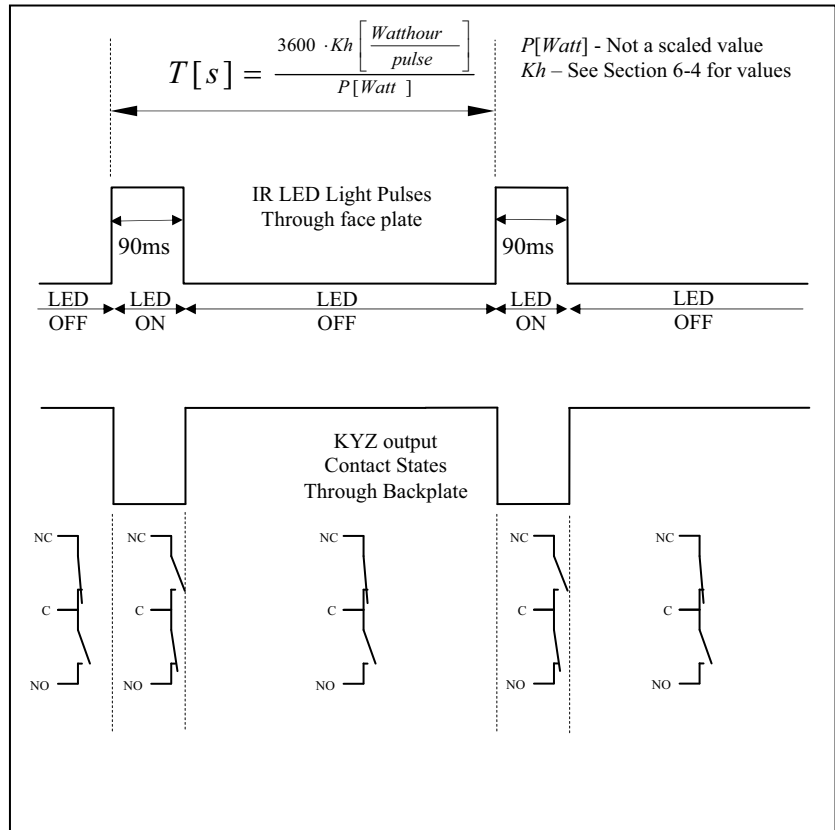 T[s] = 3600 · Kh [Watthour/pulse] / P[Watt ]
P[Watt] - Not a scaled value
Kh – See Section 6-4 for values
IR LED Light Pulses
Through face plate
90ms
90ms
LED OFF
LED ON
LED OFF
LED ON
LED OFF
KYZ output
Contact States
Through Backplate
NC
NC
NC
NC
NC
C
C
C
C
C
NO
NO
NO
NO
NO